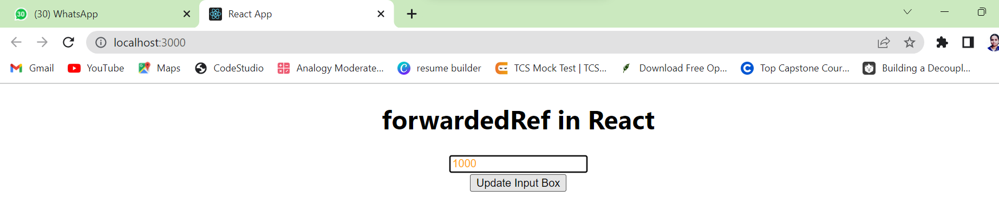 30 (30) WhatsApp React App
localhost:3000
Gmail YouTube Maps CodeStudio Analogy Moderate... resume builder TCS Mock Test | TCS... Download Free Op... Top Capstone Cour... Building a Decoupl...
forwardedRef in React
1000
Update Input Box